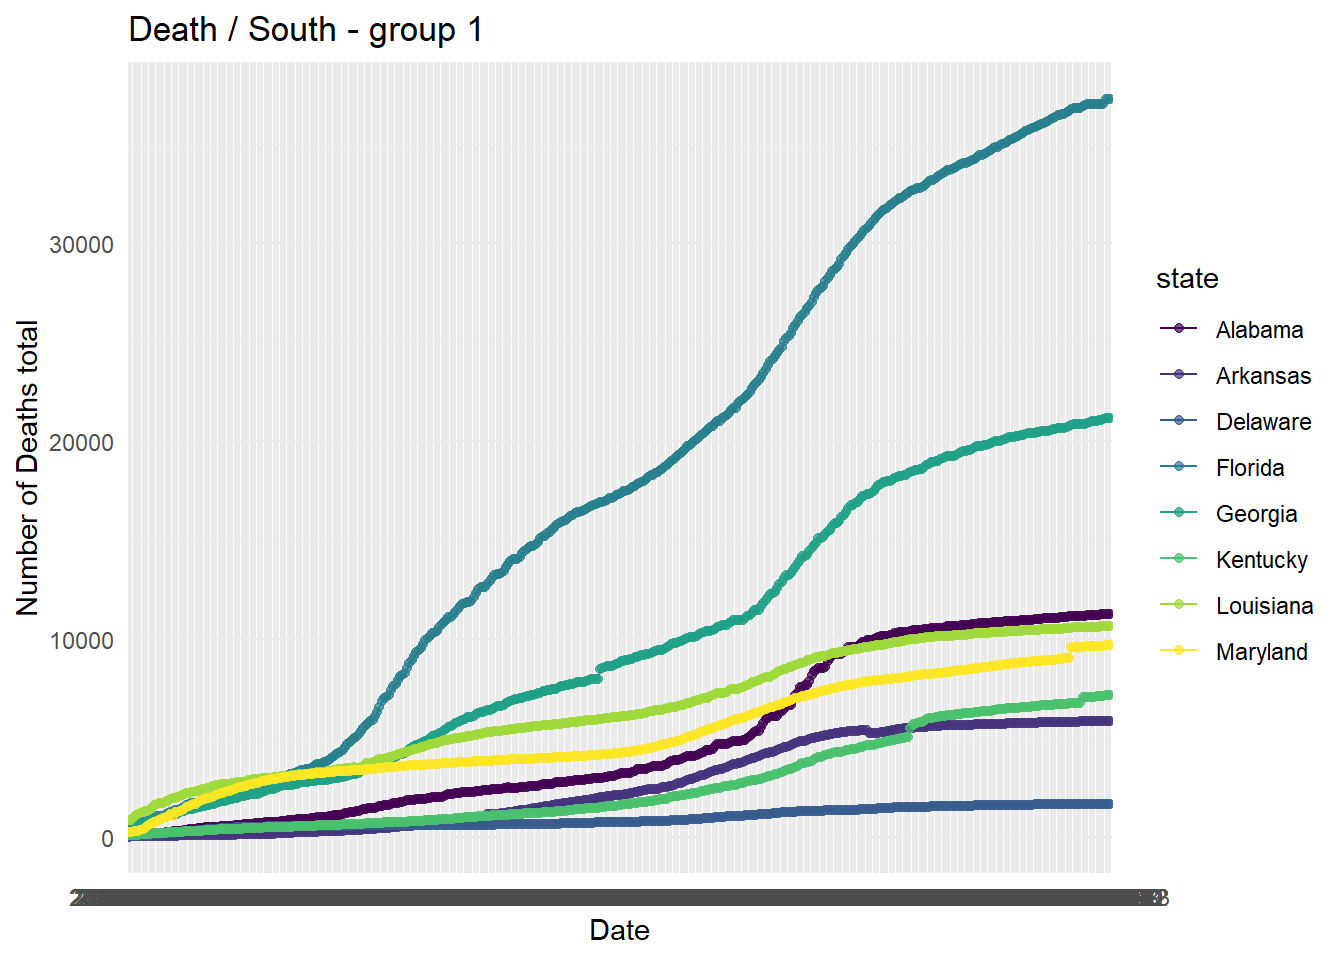 Death / South - group 1
Number of Deaths total
30000
20000
10000
0
Date
state
Alabama
Arkansas
Delaware
Florida
Georgia
Kentucky
Louisiana
Maryland